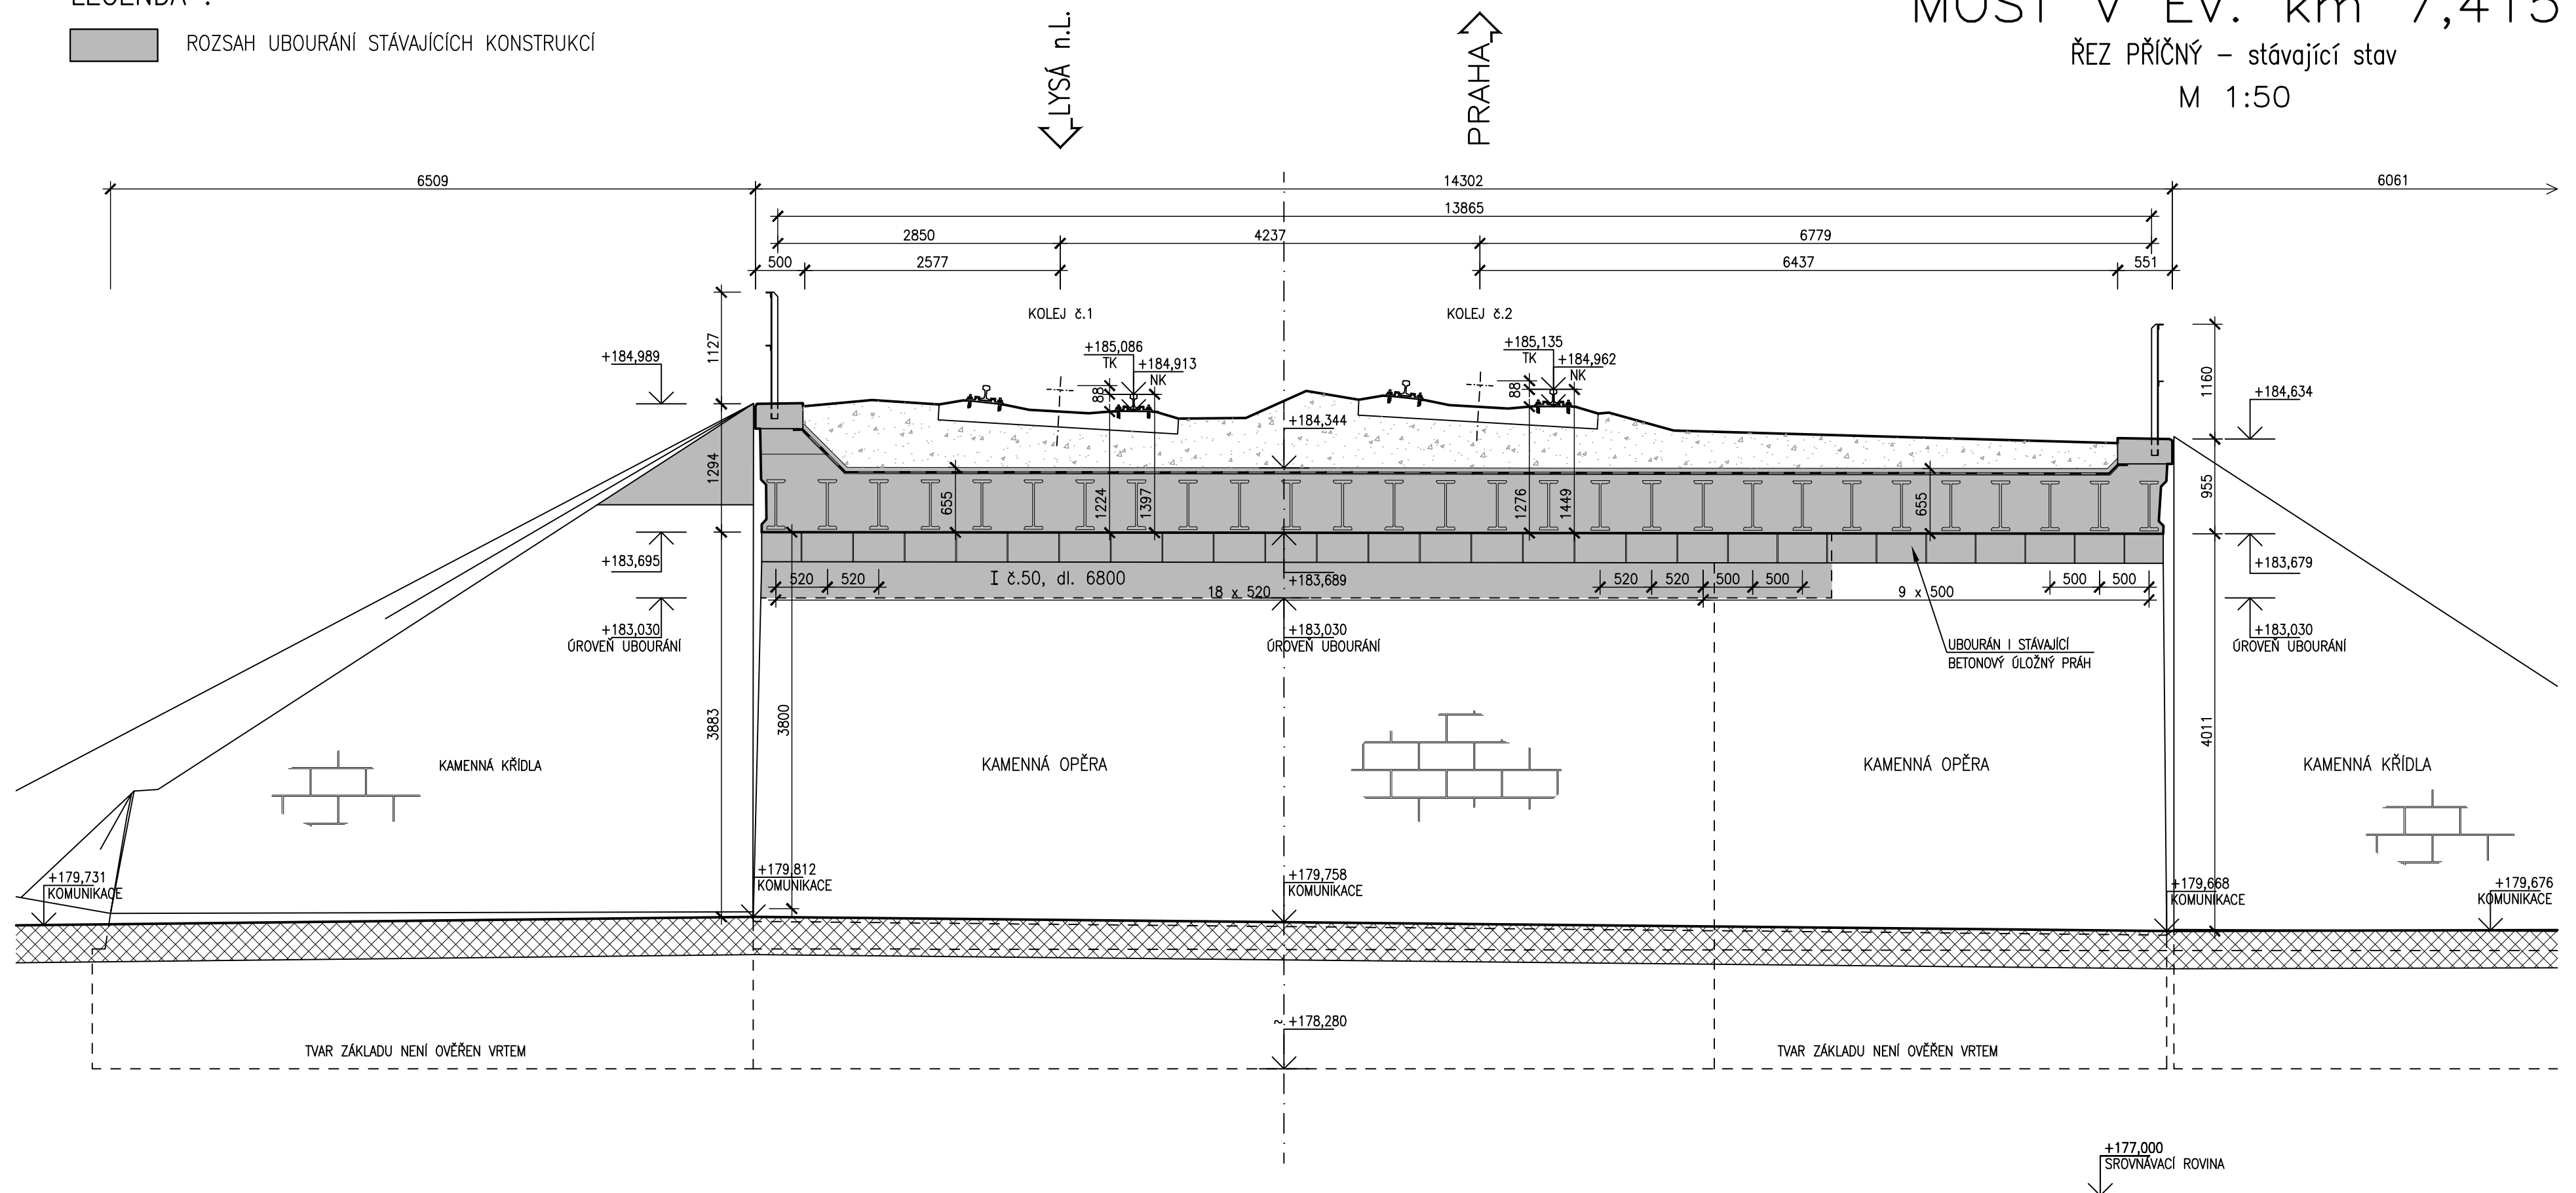 LEGENDA :
ROZSAH UBOURÁNÍ STÁVAJÍCÍCH KONSTRUKCÍ
LYSÁ n.L.
PRAHA
MOST V EV. km 7,415
ŘEZ PŘÍČNÝ – stávající stav
M 1:50
6509
14302
6061
13865
2850
4237
6779
500
2577
6437
551
KOLEJ č.1
KOLEJ č.2
1127
+184,989
+185,086
TK
+184,913
NK
88
+185,135
TK
+184,962
NK
88
1160
+184,634
+184,344
1294
655
1224
1397
1276
1449
655
955
+183,695
520
520
I č.50, dl. 6800
18 x 520
+183,689
520
520
500
500
9 x 500
500
500
+183,679
+183,030
ÚROVEŇ UBOURÁNÍ
+183,030
ÚROVEŇ UBOURÁNÍ
UBOURÁN I STÁVAJÍCÍ
BETONOVÝ ÚLOŽNÝ PRÁH
+183,030
ÚROVEŇ UBOURÁNÍ
3883
3800
4011
KAMENNÁ KŘÍDLA
KAMENNÁ OPĚRA
KAMENNÁ OPĚRA
KAMENNÁ KŘÍDLA
+179,731
KOMUNIKACE
+179,812
KOMUNIKACE
+179,758
KOMUNIKACE
+179,668
KOMUNIKACE
+179,676
KOMUNIKACE
~ +178,280
TVAR ZÁKLADU NENÍ OVĚŘEN VRTEM
TVAR ZÁKLADU NENÍ OVĚŘEN VRTEM
+177,000
SROVNÁVACÍ ROVINA